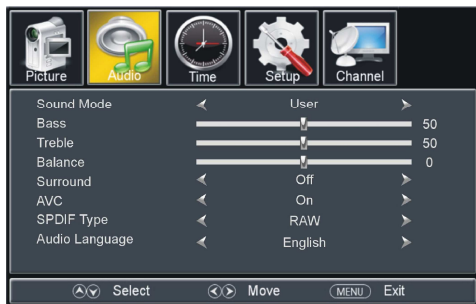 Picture Audio Time Setup Channel
Sound Mode User
Bass 50
Treble 50
Balance 0
Surround Off
AVC On
SPDIF Type RAW
Audio Language English
Select Move MENU Exit